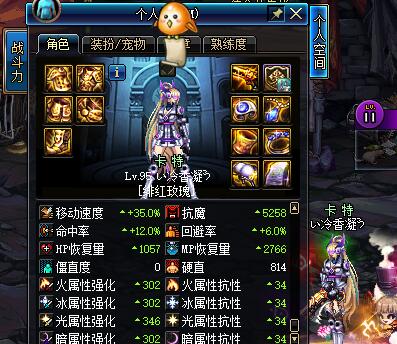 个人
角色
装扮/宠物
章
熟练度
战斗力
个人空间
卡特
Lv.95 い冷香凝つ
[绯红玫瑰
移动速度 +35.0% 抗魔 5258
命中率 +12.0% 回避率 +6.0%
HP恢复量 1057 MP恢复量 2766
僵直度 0 硬直 814
火属性强化 302 火属性抗性 34
冰属性强化 302 冰属性抗性 34
光属性强化 346 光属性抗性 34
暗属性强化 302 暗属性抗性 34
LV.
11
卡特
い冷香凝つ